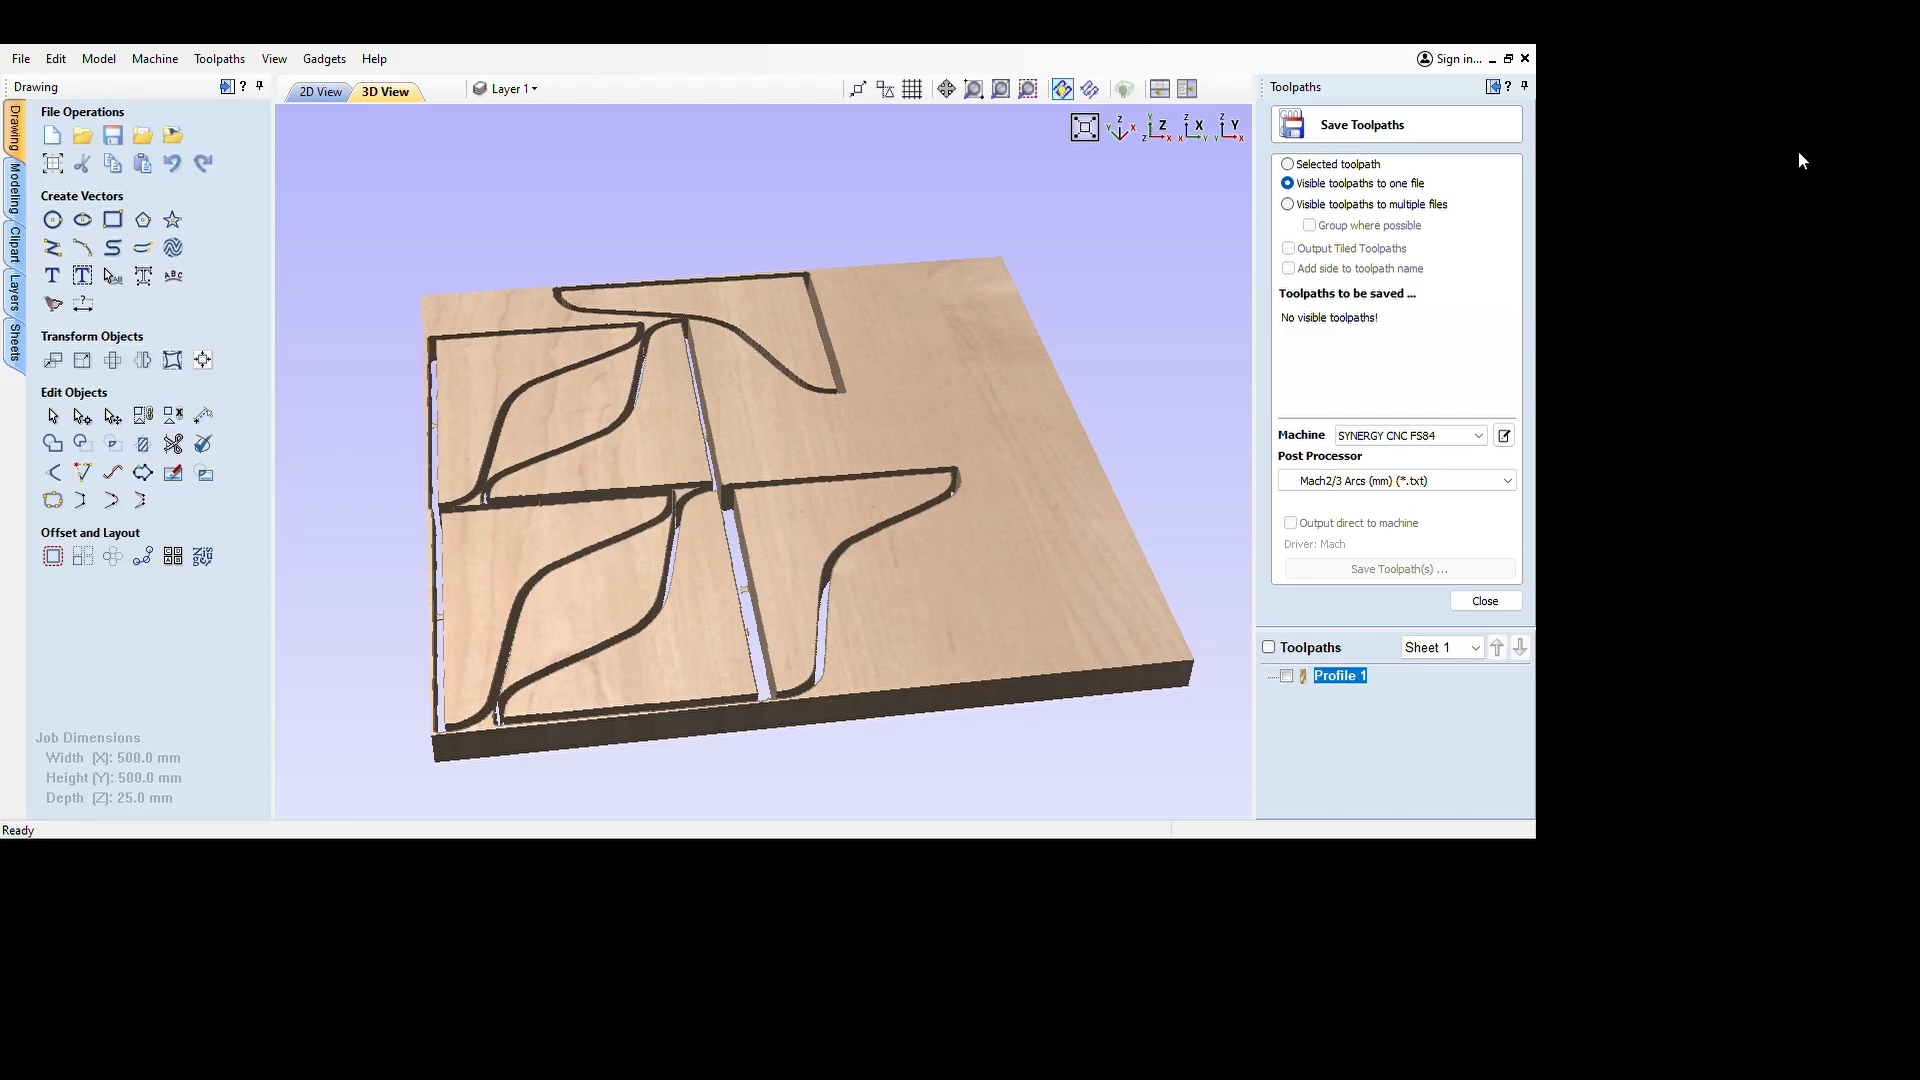 File Edit Model Machine Toolpaths View Gadgets Help
Sign in...
Drawing
?
2D View
3D View
Layer 1
Toolpaths
?
Drawing
Modeling
Clipart
Layers
Sheets
File Operations
Create Vectors
Transform Objects
Edit Objects
Offset and Layout
Job Dimensions
Width (X): 500.0 mm
Height (Y): 500.0 mm
Depth (Z): 25.0 mm
Ready
Save Toolpaths
Selected toolpath
Visible toolpaths to one file
Visible toolpaths to multiple files
Group where possible
Output Tiled Toolpaths
Add side to toolpath name
Toolpaths to be saved ...
No visible toolpaths!
Machine SYNERGY CNC FS84
Post Processor
Mach2/3 Arcs (mm) (*.txt)
Output direct to machine
Driver: Mach
Save Toolpath(s) ...
Close
Toolpaths Sheet 1
Profile 1